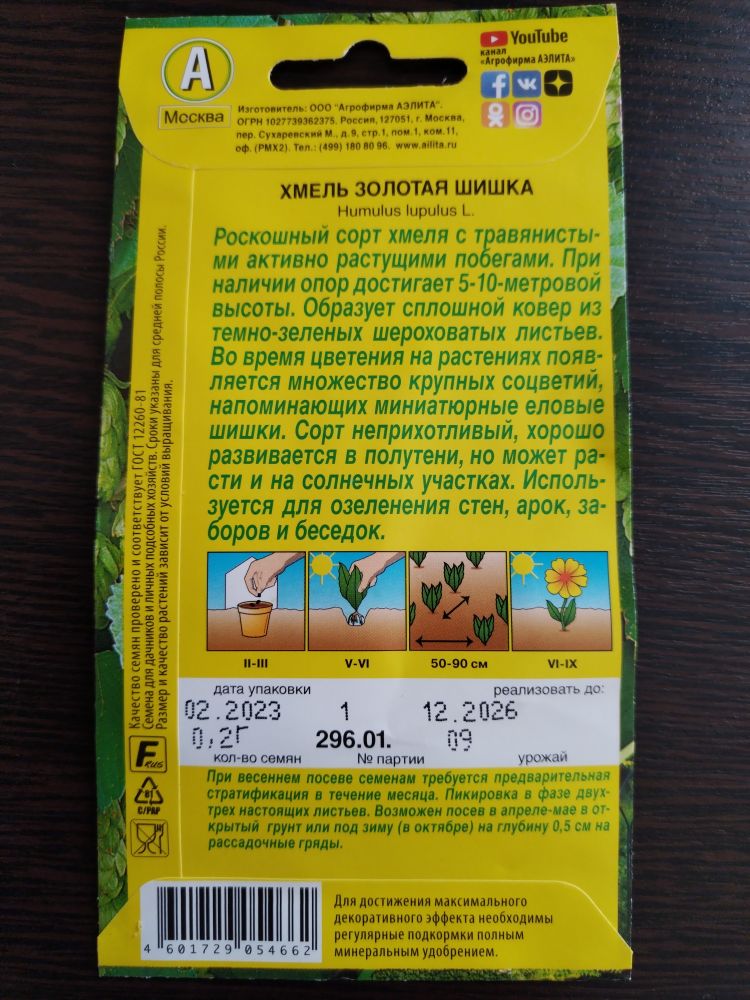 А
Москва
YouTube
канал
«Агрофирма АЭЛИТА»
Изготовитель: ООО "Агрофирма АЭЛИТА".
ОГРН 1027739362375. Россия, 127051, г. Москва,
пер. Сухаревский М., д.9, стр.1, пом.1, ком.11,
оф. (РМХ2). Тел.: (499) 180 80 96. www.ailita.ru
ХМЕЛЬ ЗОЛОТАЯ ШИШКА
Humulus lupulus L.
Роскошный сорт хмеля с травянисты-
ми активно растущими побегами. При
наличии опор достигает 5-10-метровой
высоты. Образует сплошной ковер из
темно-зеленых шероховатых листьев.
Во время цветения на растениях появ-
ляется множество крупных соцветий,
напоминающих миниатюрные еловые
шишки. Сорт неприхотливый, хорошо
развивается в полутени, но может ра-
сти и на солнечных участках. Исполь-
зуется для озеленения стен, арок, за-
боров и беседок.
II-III
V-VI
50-90 см
VI-IX
дата упаковки
реализовать до:
02.2023 1 12.2026
0,2г 296.01. 09
кол-во семян № партии урожай
При весеннем посеве семенам требуется предварительная
стратификация в течение месяца. Пикировка в фазе двух-
трех настоящих листьев. Возможен посев в апреле-мае в от-
крытый грунт или под зиму (в октябре) на глубину 0,5 см на
рассадочные гряды.
Для достижения максимального
декоративного эффекта необходимы
регулярные подкормки полным
минеральным удобрением.
4 601729 054662
Качество семян проверено и соответствует ГОСТ 12260-81
Семена для дачников и личных подсобных хозяйств. Сроки указаны для средней полосы России.
Размер и качество растений зависит от условий выращивания.
F RUS
81
C/PAP